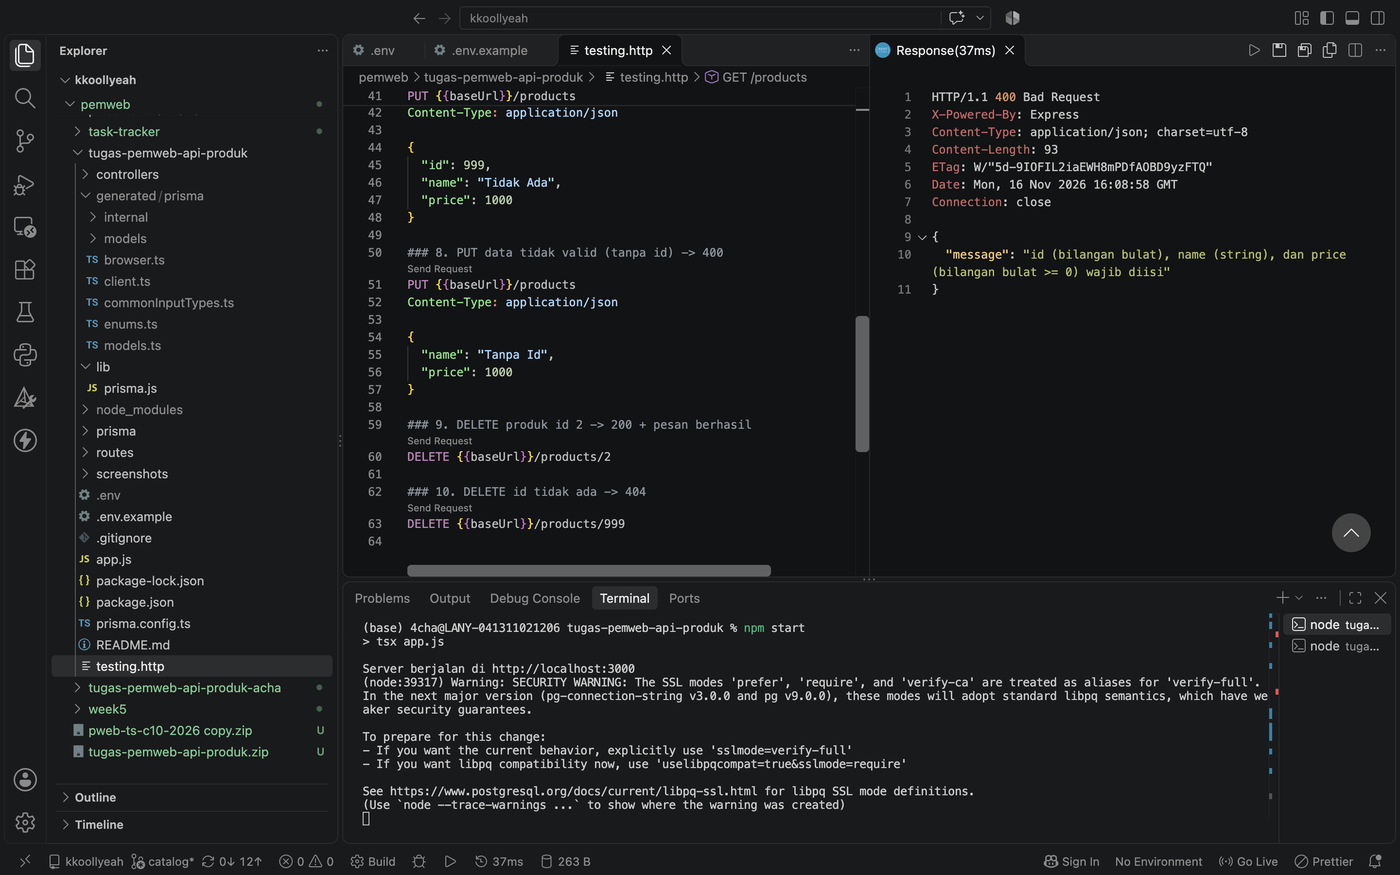 kkoollyeah
Explorer
kkoollyeah
pemweb
task-tracker
tugas-pemweb-api-produk
controllers
generated/prisma
internal
models
TS browser.ts
TS client.ts
TS commonInputTypes.ts
TS enums.ts
TS models.ts
lib
JS prisma.js
node_modules
prisma
routes
screenshots
.env
.env.example
.gitignore
JS app.js
{} package-lock.json
{} package.json
TS prisma.config.ts
README.md
testing.http
tugas-pemweb-api-produk-acha
week5
pweb-ts-c10-2026 copy.zip U
tugas-pemweb-api-produk.zip U
Outline
Timeline
.env
.env.example
testing.http
pemweb > tugas-pemweb-api-produk > testing.http > GET /products
41 PUT {{baseUrl}}/products
42 Content-Type: application/json
43
44 {
45 "id": 999,
46 "name": "Tidak Ada",
47 "price": 1000
48 }
49
50 ### 8. PUT data tidak valid (tanpa id) -> 400
Send Request
51 PUT {{baseUrl}}/products
52 Content-Type: application/json
53
54 {
55 "name": "Tanpa Id",
56 "price": 1000
57 }
58
59 ### 9. DELETE produk id 2 -> 200 + pesan berhasil
Send Request
60 DELETE {{baseUrl}}/products/2
61
62 ### 10. DELETE id tidak ada -> 404
Send Request
63 DELETE {{baseUrl}}/products/999
64
Response(37ms)
1 HTTP/1.1 400 Bad Request
2 X-Powered-By: Express
3 Content-Type: application/json; charset=utf-8
4 Content-Length: 93
5 ETag: W/"5d-9IOFIL2iaEWH8mPDfAOBD9yzFTQ"
6 Date: Mon, 16 Nov 2026 16:08:58 GMT
7 Connection: close
8
9 {
10 "message": "id (bilangan bulat), name (string), dan price
(bilangan bulat >= 0) wajib diisi"
11 }
Problems Output Debug Console Terminal Ports
(base) 4cha@LANY-041311021206 tugas-pemweb-api-produk % npm start
> tsx app.js
Server berjalan di http://localhost:3000
(node:39317) Warning: SECURITY WARNING: The SSL modes 'prefer', 'require', and 'verify-ca' are treated as aliases for 'verify-full'.
In the next major version (pg-connection-string v3.0.0 and pg v9.0.0), these modes will adopt standard libpq semantics, which have we
aker security guarantees.
To prepare for this change:
- If you want the current behavior, explicitly use 'sslmode=verify-full'
- If you want libpq compatibility now, use 'uselibpqcompat=true&sslmode=require'
See https://www.postgresql.org/docs/current/libpq-ssl.html for libpq SSL mode definitions.
(Use `node --trace-warnings ...` to show where the warning was created)
node tuga...
node tuga...
kkoollyeah catalog* 0↓ 12↑ 0 0 Build 37ms 263 B Sign In No Environment Go Live Prettier